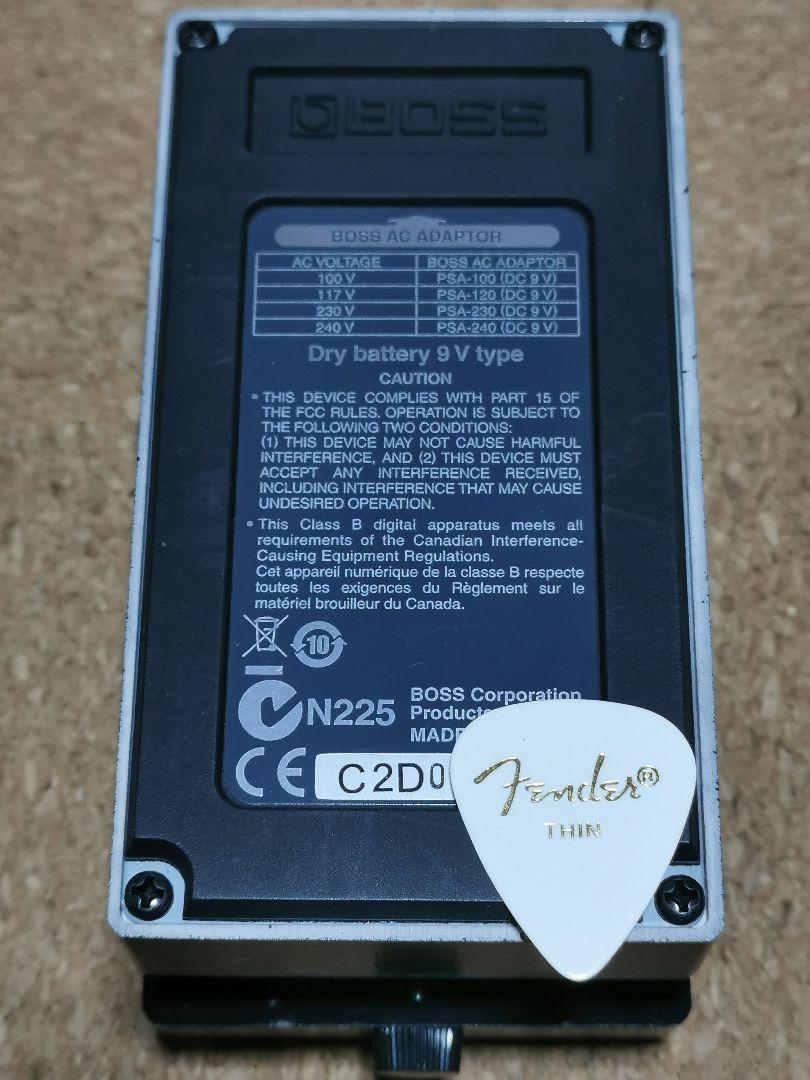 BOSS
BOSS AC ADAPTOR
AC VOLTAGE BOSS AC ADAPTOR
100 V PSA-100 (DC 9 V)
117 V PSA-120 (DC 9 V)
230 V PSA-230 (DC 9 V)
240 V PSA-240 (DC 9 V)
Dry battery 9 V type
CAUTION
• THIS DEVICE COMPLIES WITH PART 15 OF
THE FCC RULES. OPERATION IS SUBJECT TO
THE FOLLOWING TWO CONDITIONS:
(1) THIS DEVICE MAY NOT CAUSE HARMFUL
INTERFERENCE, AND (2) THIS DEVICE MUST
ACCEPT ANY INTERFERENCE RECEIVED,
INCLUDING INTERFERENCE THAT MAY CAUSE
UNDESIRED OPERATION.
• This Class B digital apparatus meets all
requirements of the Canadian Interference-
Causing Equipment Regulations.
Cet appareil numérique de la classe B respecte
toutes les exigences du Règlement sur le
matériel brouilleur du Canada.
10
N225
BOSS Corporation
Product
MADE
CE
C2D0
Fender®
THIN